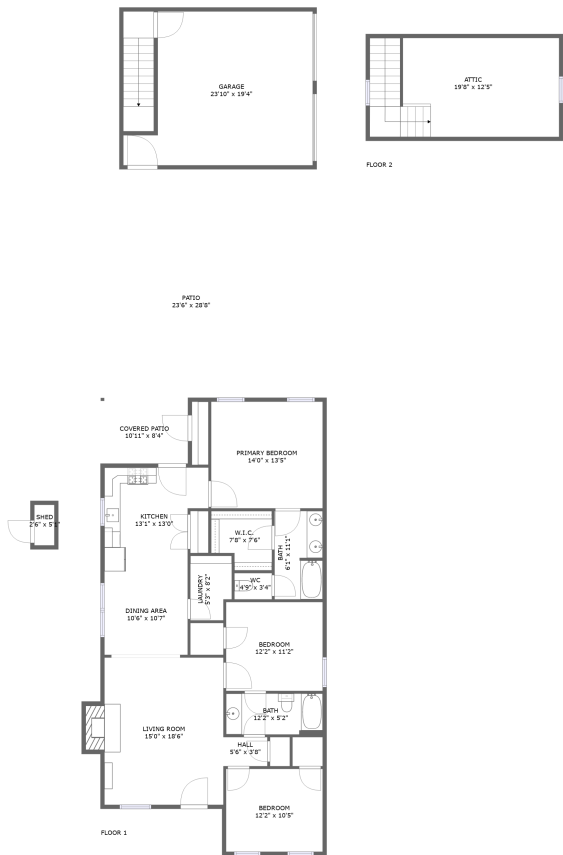 GARAGE
23'10" x 19'4"
ATTIC
19'8" x 12'5"
FLOOR 2
PATIO
23'6" x 28'8"
COVERED PATIO
10'11" x 8'4"
PRIMARY BEDROOM
14'0" x 13'5"
KITCHEN
13'1" x 13'0"
SHED
2'6" x 5'1"
W.I.C.
7'8" x 7'6"
BATH
6'1" x 11'1"
WC
4'9" x 3'4"
LAUNDRY
5'3" x 8'2"
DINING AREA
10'6" x 10'7"
BEDROOM
12'2" x 11'2"
BATH
12'2" x 5'2"
LIVING ROOM
15'0" x 18'6"
HALL
5'6" x 3'8"
BEDROOM
12'2" x 10'5"
FLOOR 1